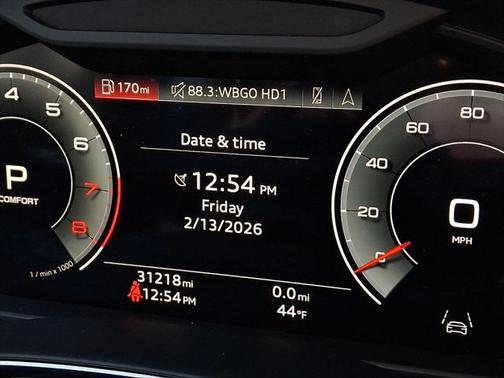 170mi 88.3:WBGO HD1
Date & time
12:54 PM
Friday
2/13/2026
4
5
6
7
8
P
COMFORT
1 / min x 1000
80
60
40
20
0
0
MPH
31218mi
12:54PM
0.0mi
44°F